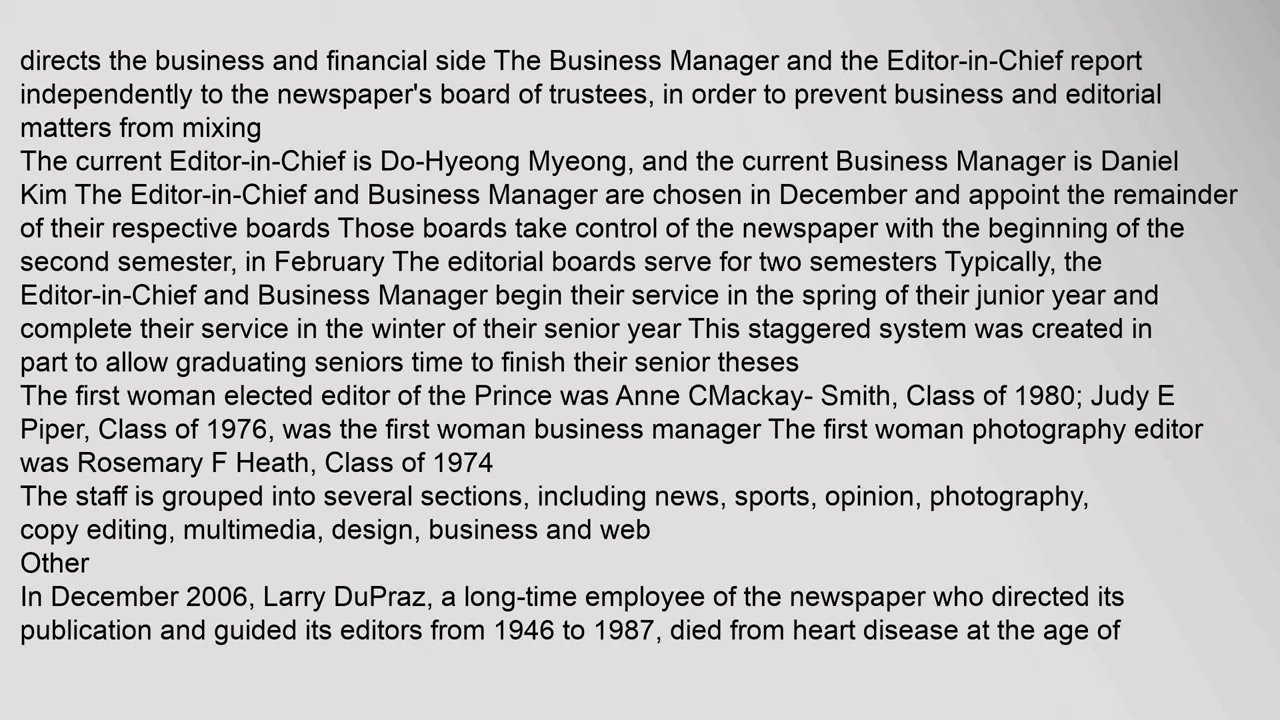 directs the business and financial side The Business Manager and the Editor-in-Chief report
independently to the newspaper's board of trustees, in order to prevent business and editorial
matters from mixing
The current Editor-in-Chief is Do-Hyeong Myeong, and the current Business Manager is Daniel
Kim The Editor-in-Chief and Business Manager are chosen in December and appoint the remainder
of their respective boards Those boards take control of the newspaper with the beginning of the
second semester, in February The editorial boards serve for two semesters Typically, the
Editor-in-Chief and Business Manager begin their service in the spring of their junior year and
complete their service in the winter of their senior year This staggered system was created in
part to allow graduating seniors time to finish their senior theses
The first woman elected editor of the Prince was Anne CMackay- Smith, Class of 1980; Judy E
Piper, Class of 1976, was the first woman business manager The first woman photography editor
was Rosemary F Heath, Class of 1974
The staff is grouped into several sections, including news, sports, opinion, photography,
copy editing, multimedia, design, business and web
Other
In December 2006, Larry DuPraz, a long-time employee of the newspaper who directed its
publication and guided its editors from 1946 to 1987, died from heart disease at the age of